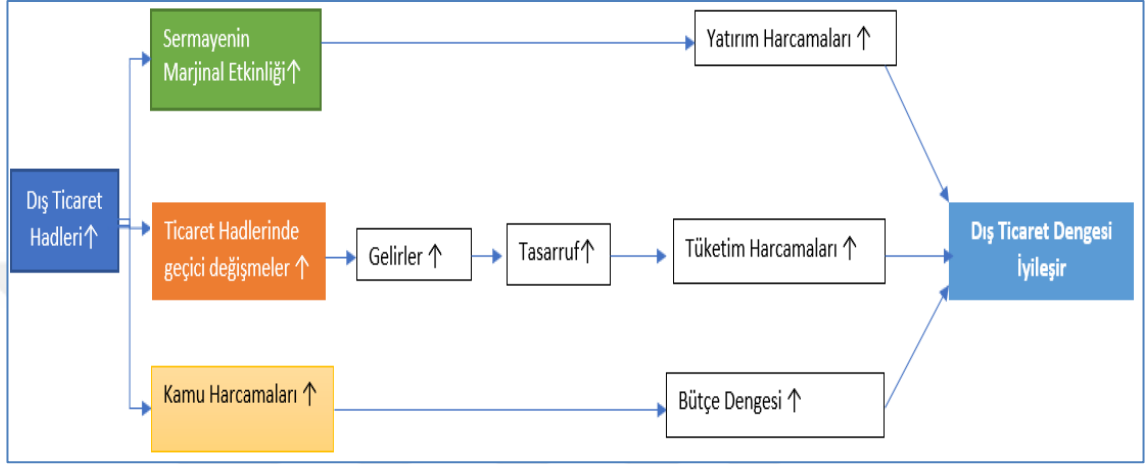 Dış Ticaret
Hadleri↑
Sermayenin
Marjinal Etkinliği↑
Yatırım Harcamaları ↑
Ticaret Hadlerinde
geçici değişmeler ↑
Gelirler ↑
Tasarruf↑
Tüketim Harcamaları ↑
Kamu Harcamaları ↑
Bütçe Dengesi ↑
Dış Ticaret Dengesi
İyileşir